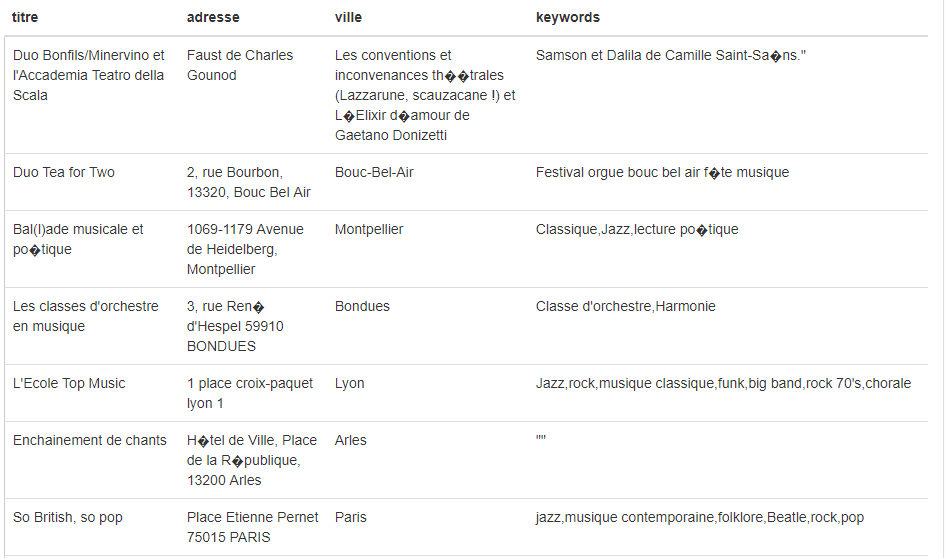 titre adresse ville keywords
Duo Bonfils/Minervino et
l'Accademia Teatro della
Scala
Faust de Charles
Gounod
Les conventions et
inconvenances th��trales
(Lazzarune, scauzacane !) et
L�Elixir d�amour de
Gaetano Donizetti
Samson et Dalila de Camille Saint-Sa�ns."
Duo Tea for Two
2, rue Bourbon,
13320, Bouc Bel Air
Bouc-Bel-Air
Festival orgue bouc bel air f�te musique
Bal(l)ade musicale et
po�tique
1069-1179 Avenue
de Heidelberg,
Montpellier
Montpellier
Classique,Jazz,lecture po�tique
Les classes d'orchestre
en musique
3, rue Ren�
d'Hespel 59910
BONDUES
Bondues
Classe d'orchestre,Harmonie
L'Ecole Top Music
1 place croix-paquet
lyon 1
Lyon
Jazz,rock,musique classique,funk,big band,rock 70's,chorale
Enchainement de chants
H�tel de Ville, Place
de la R�publique,
13200 Arles
Arles
""
So British, so pop
Place Etienne Pernet
75015 PARIS
Paris
jazz,musique contemporaine,folklore,Beatle,rock,pop